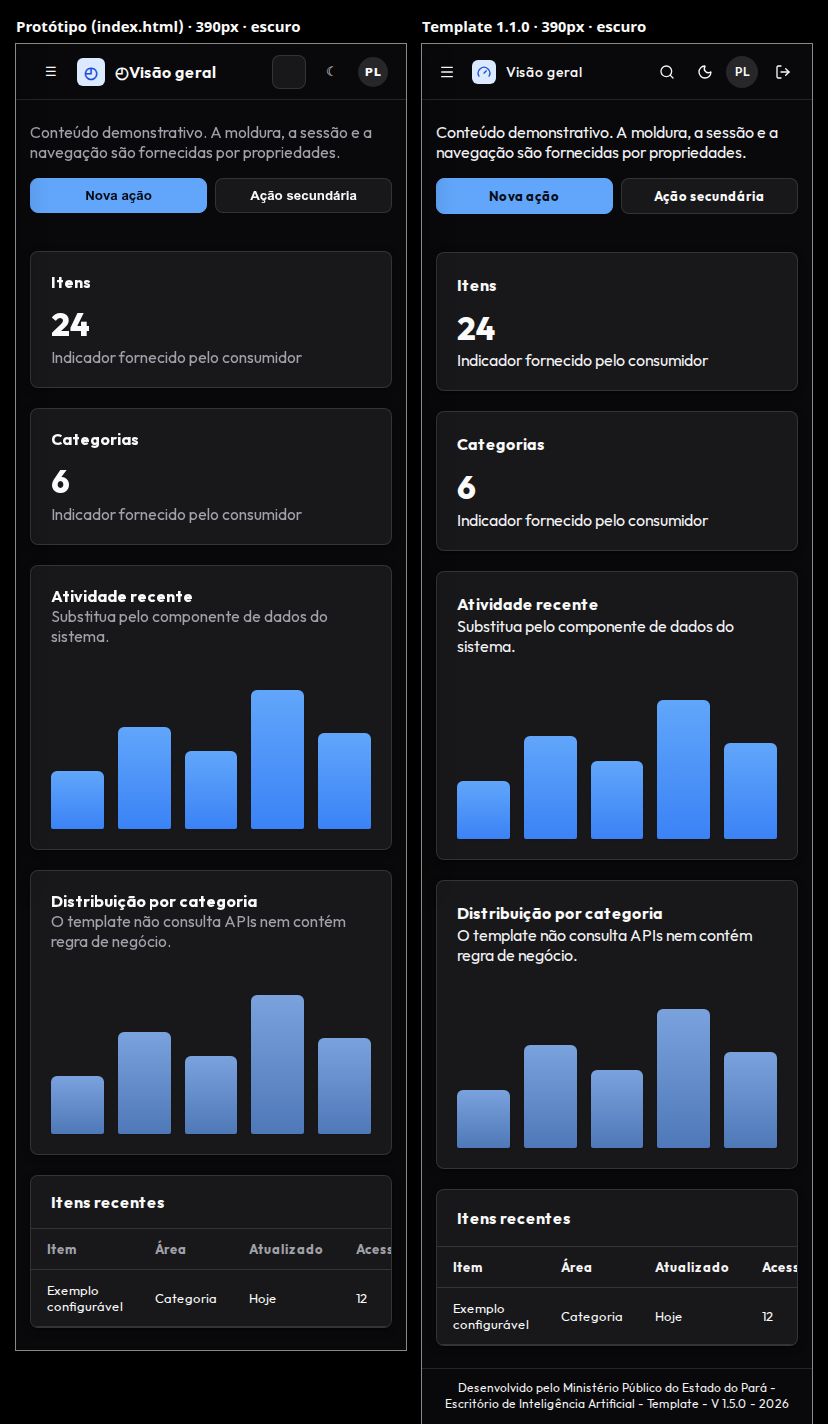 Protótipo (index.html) · 390px · escuro
Visão geral
PL
Conteúdo demonstrativo. A moldura, a sessão e a
navegação são fornecidas por propriedades.
Nova ação
Ação secundária
Itens
24
Indicador fornecido pelo consumidor
Categorias
6
Indicador fornecido pelo consumidor
Atividade recente
Substitua pelo componente de dados do
sistema.
Distribuição por categoria
O template não consulta APIs nem contém
regra de negócio.
Itens recentes
Item Área Atualizado Acess
Exemplo
configurável Categoria Hoje 12
Template 1.1.0 · 390px · escuro
Visão geral
PL
Conteúdo demonstrativo. A moldura, a sessão e a
navegação são fornecidas por propriedades.
Nova ação
Ação secundária
Itens
24
Indicador fornecido pelo consumidor
Categorias
6
Indicador fornecido pelo consumidor
Atividade recente
Substitua pelo componente de dados do
sistema.
Distribuição por categoria
O template não consulta APIs nem contém
regra de negócio.
Itens recentes
Item Área Atualizado Acess
Exemplo
configurável Categoria Hoje 12
Desenvolvido pelo Ministério Público do Estado do Pará -
Escritório de Inteligência Artificial - Template - V 1.5.0 - 2026